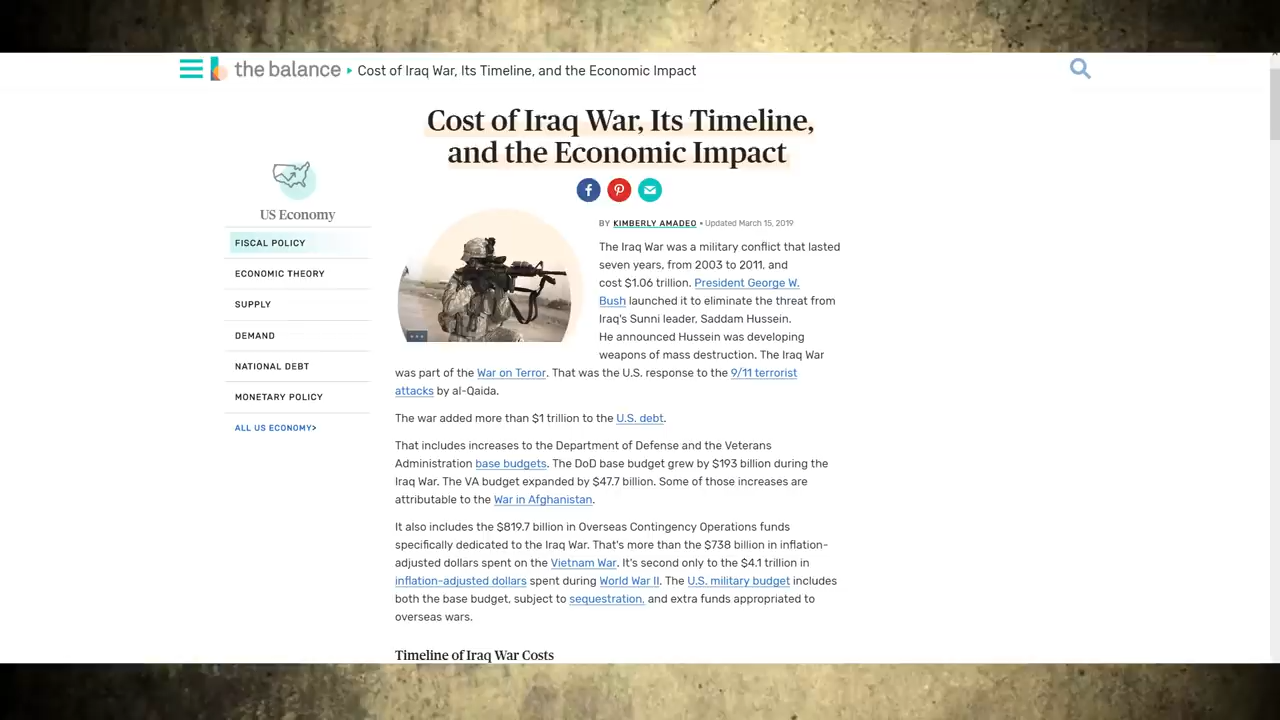 the balance ▸ Cost of Iraq War, Its Timeline, and the Economic Impact
Cost of Iraq War, Its Timeline,
and the Economic Impact
US Economy
FISCAL POLICY
ECONOMIC THEORY
SUPPLY
DEMAND
NATIONAL DEBT
MONETARY POLICY
ALL US ECONOMY>
BY KIMBERLY AMADEO • Updated March 15, 2019
The Iraq War was a military conflict that lasted
seven years, from 2003 to 2011, and
cost $1.06 trillion. President George W.
Bush launched it to eliminate the threat from
Iraq's Sunni leader, Saddam Hussein.
He announced Hussein was developing
weapons of mass destruction. The Iraq War
was part of the War on Terror. That was the U.S. response to the 9/11 terrorist
attacks by al-Qaida.
The war added more than $1 trillion to the U.S. debt.
That includes increases to the Department of Defense and the Veterans
Administration base budgets. The DoD base budget grew by $193 billion during the
Iraq War. The VA budget expanded by $47.7 billion. Some of those increases are
attributable to the War in Afghanistan.
It also includes the $819.7 billion in Overseas Contingency Operations funds
specifically dedicated to the Iraq War. That's more than the $738 billion in inflation-
adjusted dollars spent on the Vietnam War. It's second only to the $4.1 trillion in
inflation-adjusted dollars spent during World War II. The U.S. military budget includes
both the base budget, subject to sequestration, and extra funds appropriated to
overseas wars.
Timeline of Iraq War Costs